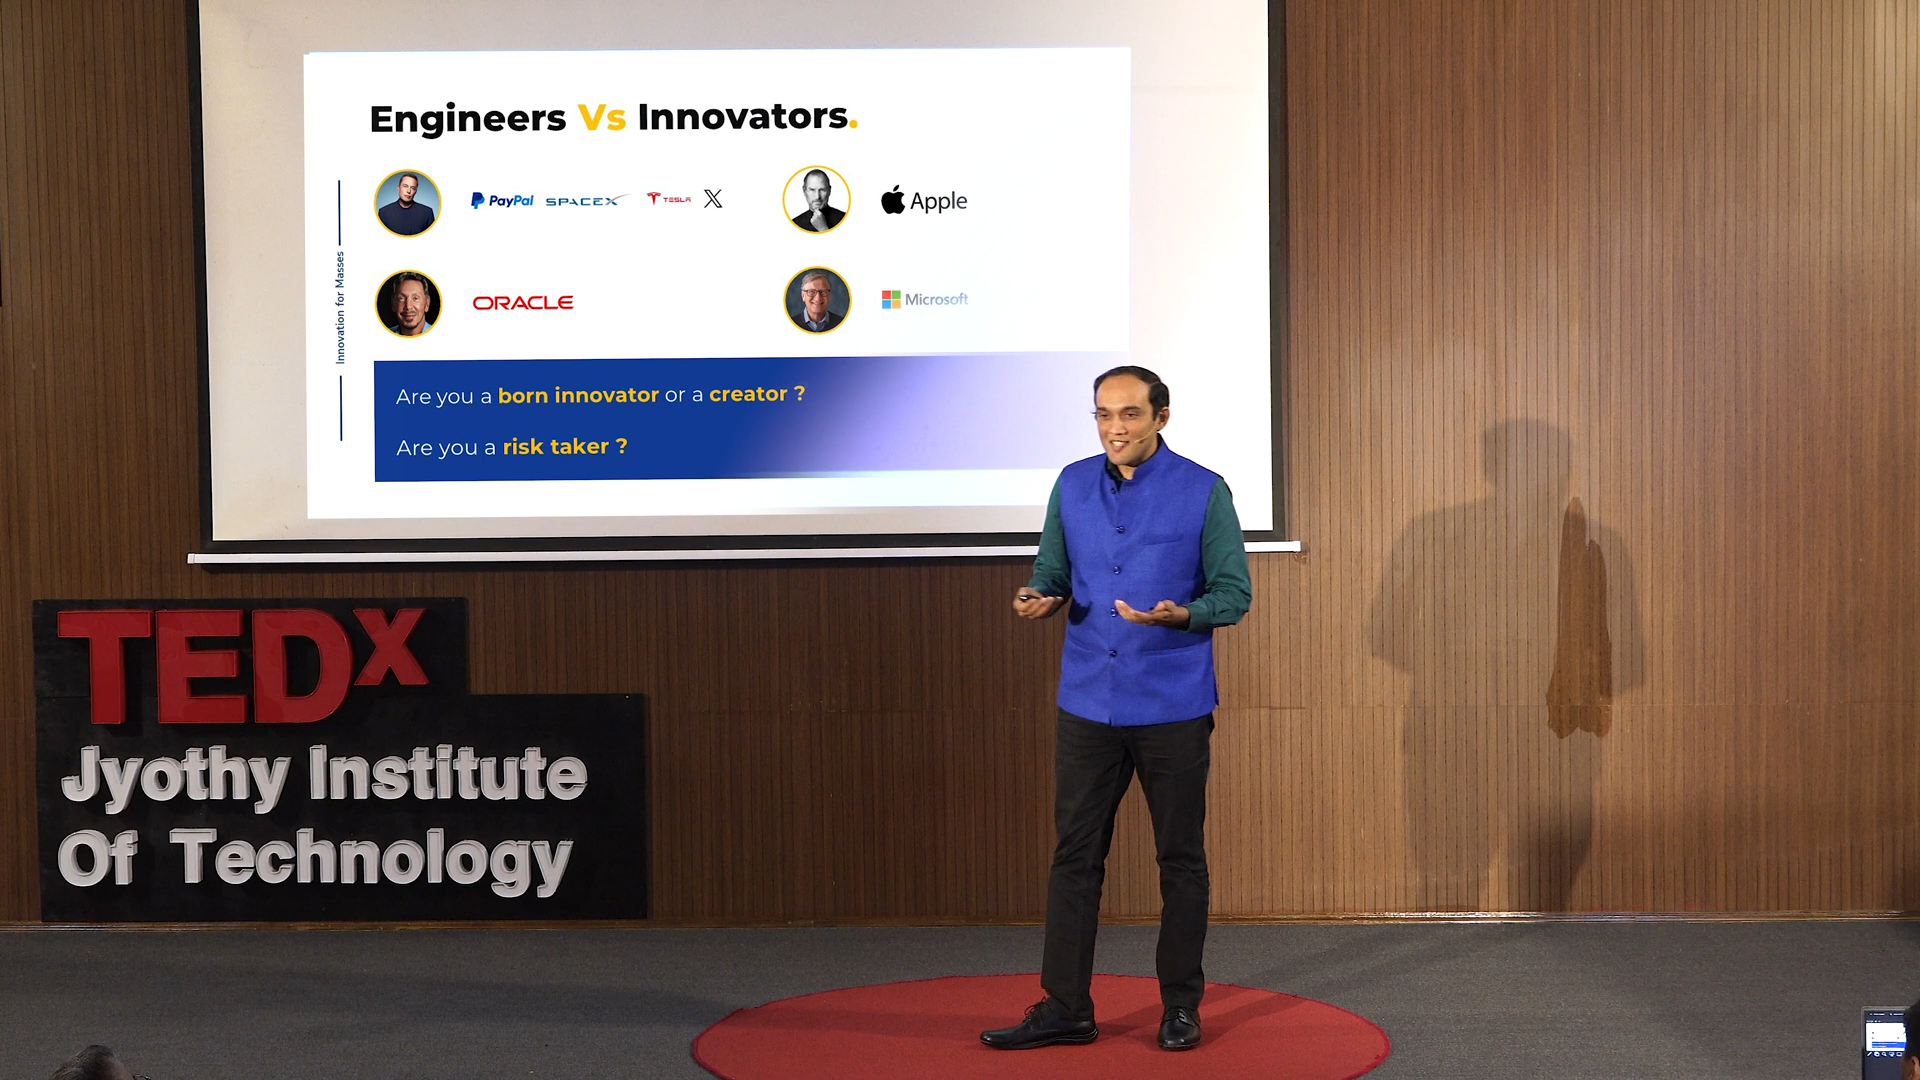 Engineers Vs Innovators.
PayPal SPACEX TESLA X
Apple
ORACLE
Microsoft
Innovation for Masses
Are you a born innovator or a creator ?
Are you a risk taker ?
TEDx
Jyothy Institute
Of Technology